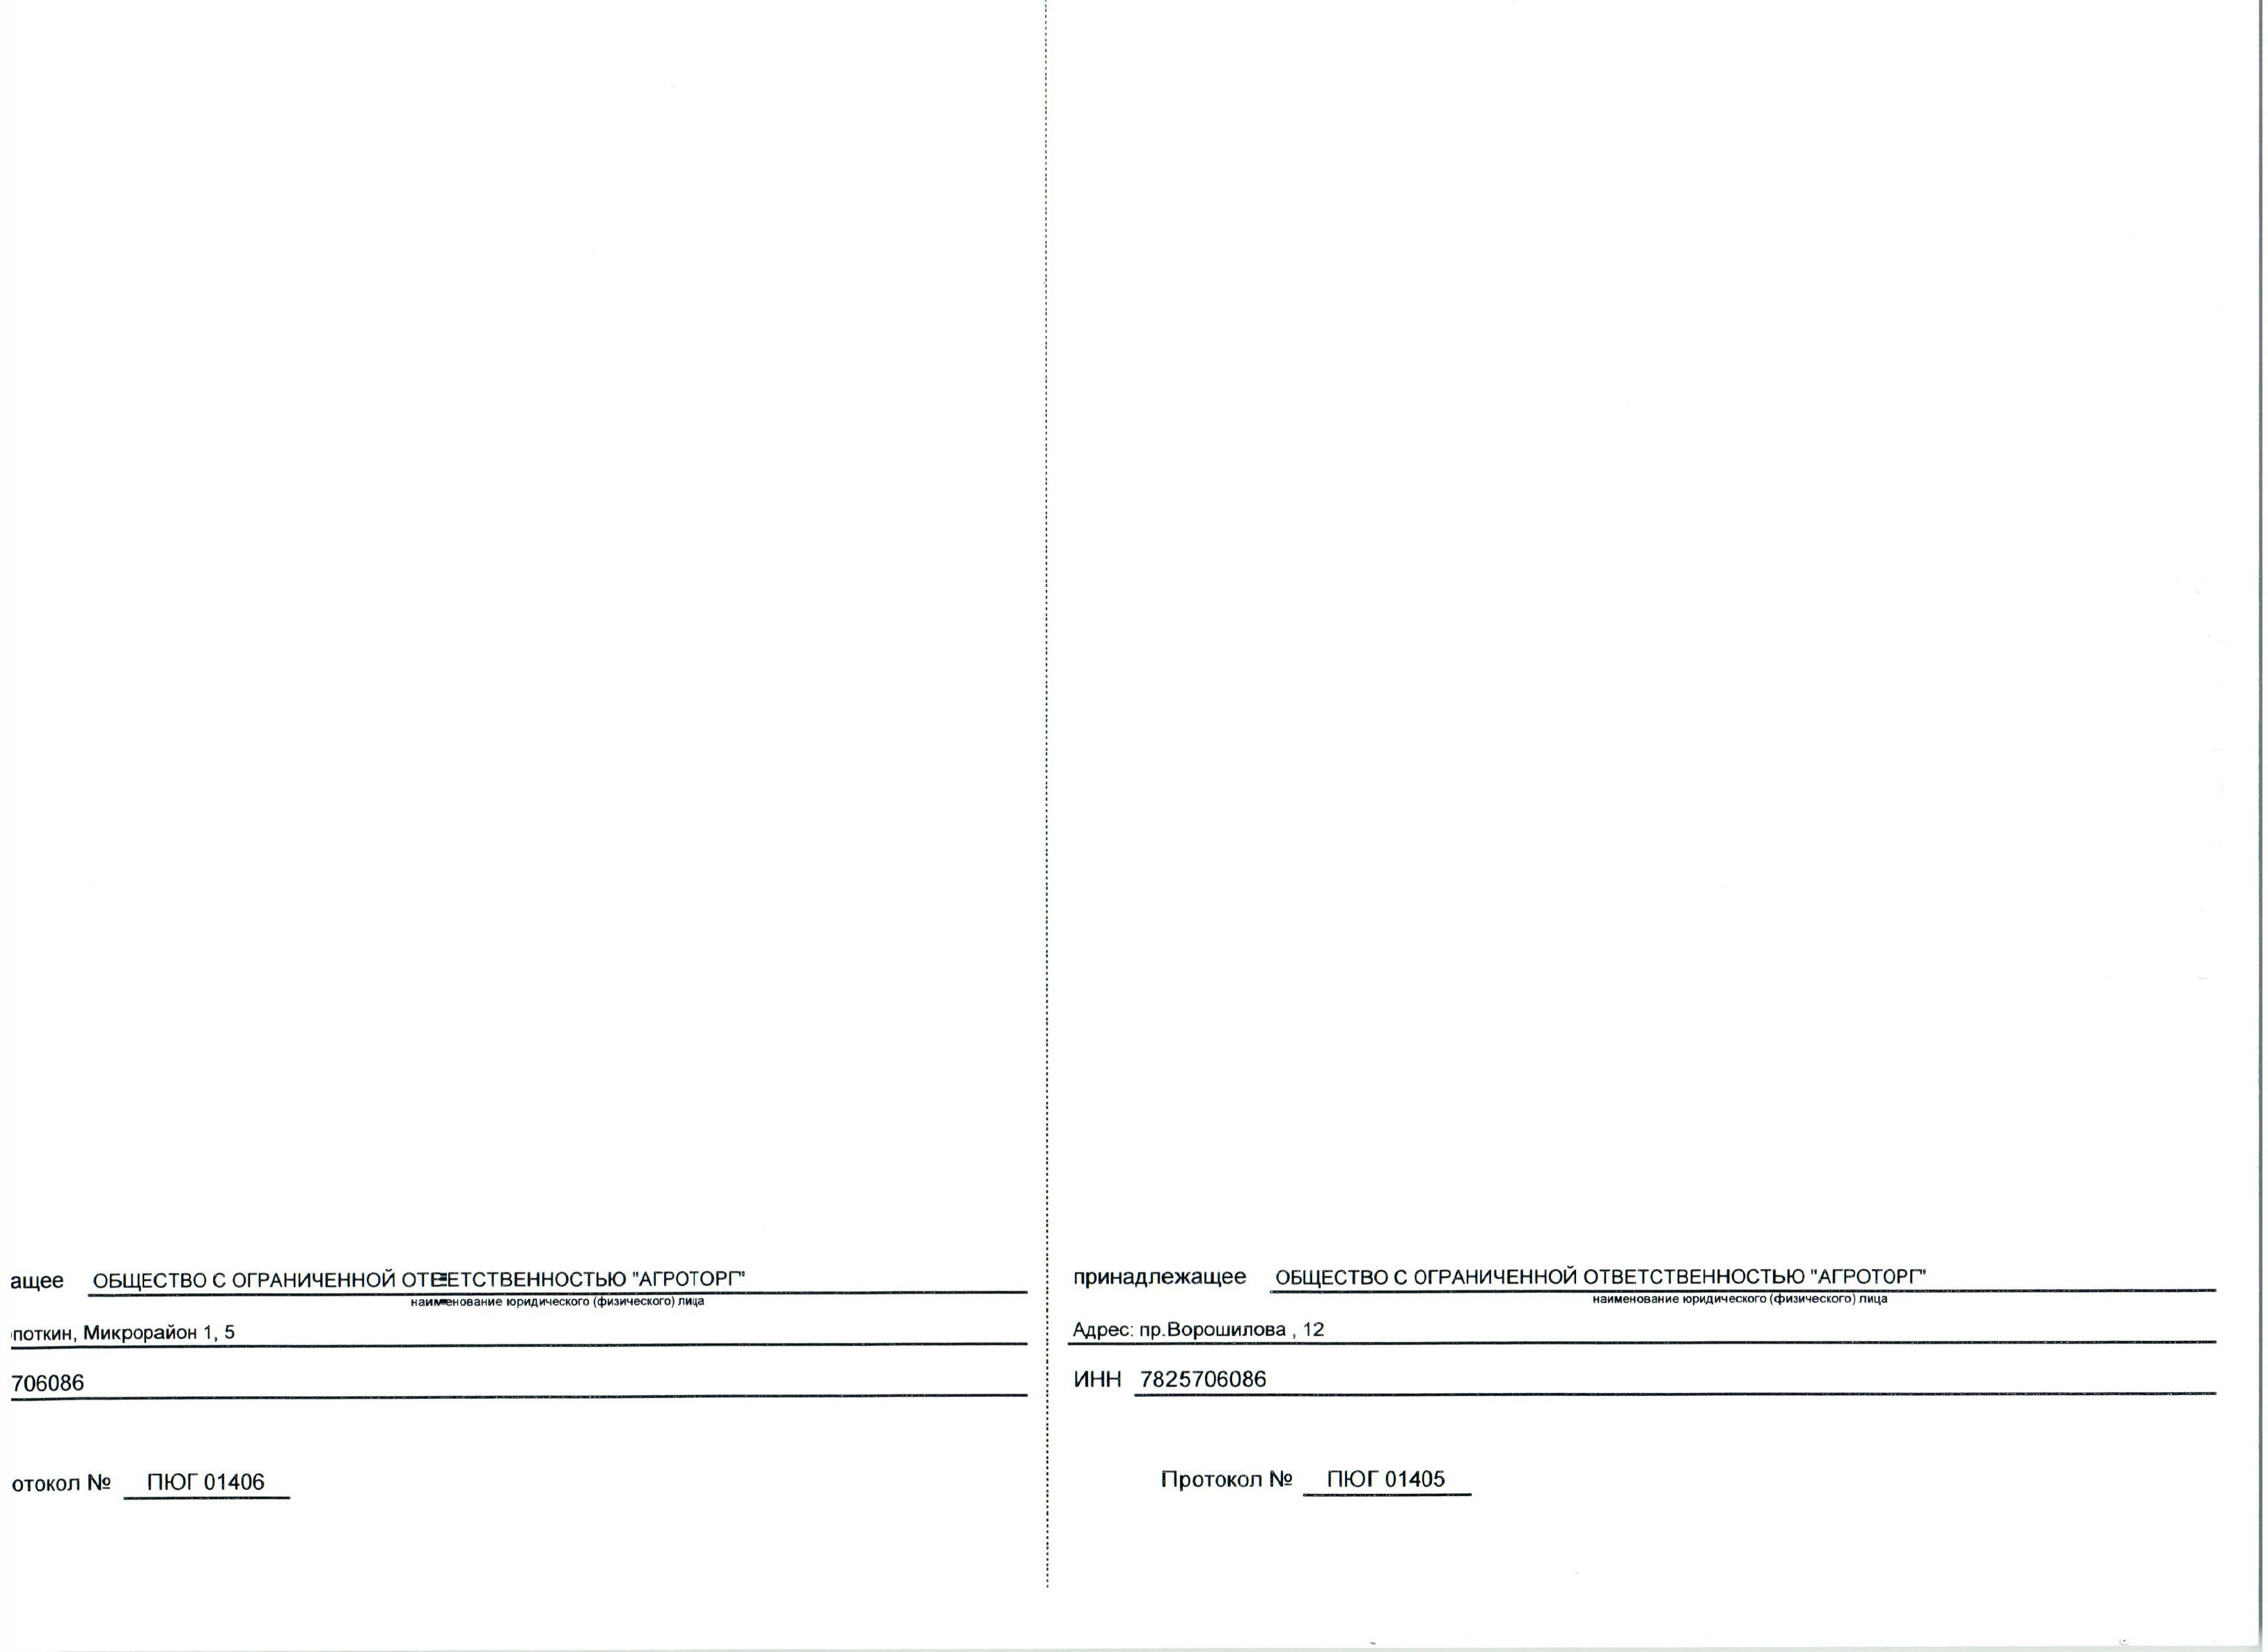 ащее ОБЩЕСТВО С ОГРАНИЧЕННОЙ ОТВЕТСТВЕННОСТЬЮ "АГРОТОРГ"
наименование юридического (физического) лица
поткин, Микрорайон 1, 5
706086
отокол № ПЮГ 01406
принадлежащее ОБЩЕСТВО С ОГРАНИЧЕННОЙ ОТВЕТСТВЕННОСТЬЮ "АГРОТОРГ"
наименование юридического (физического) лица
Адрес: пр.Ворошилова , 12
ИНН 7825706086
Протокол № ПЮГ 01405